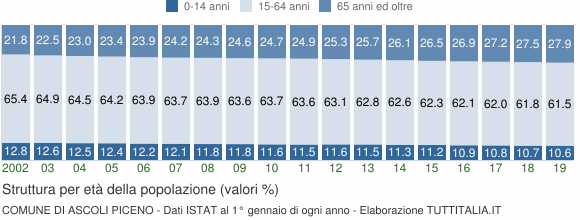 0-14 anni 15-64 anni 65 anni ed oltre
21.8 22.5 23.0 23.4 23.9 24.2 24.3 24.6 24.7 24.9 25.3 25.7 26.1 26.5 26.9 27.2 27.5 27.9
65.4 64.9 64.5 64.2 63.9 63.7 63.9 63.6 63.7 63.6 63.1 62.8 62.6 62.3 62.1 62.0 61.8 61.5
12.8 12.6 12.5 12.4 12.2 12.1 11.8 11.8 11.6 11.5 11.6 11.5 11.3 11.2 10.9 10.8 10.7 10.6
2002 03 04 05 06 07 08 09 10 11 12 13 14 15 16 17 18 19
Struttura per età della popolazione (valori %)
COMUNE DI ASCOLI PICENO - Dati ISTAT al 1° gennaio di ogni anno - Elaborazione TUTTITALIA.IT